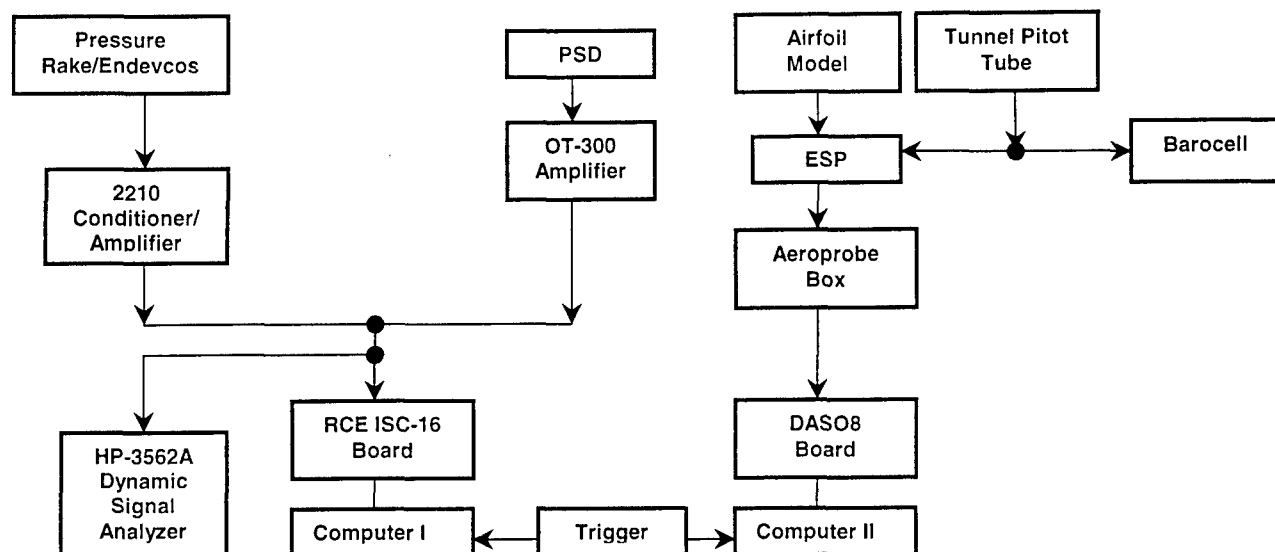 Pressure
Rake/Endevcos
PSD
Airfoil
Model
Tunnel Pitot
Tube
2210
Conditioner/
Amplifier
OT-300
Amplifier
ESP
Barocell
Aeroprobe
Box
HP-3562A
Dynamic
Signal
Analyzer
RCE ISC-16
Board
DASO8
Board
Computer I
Trigger
Computer II